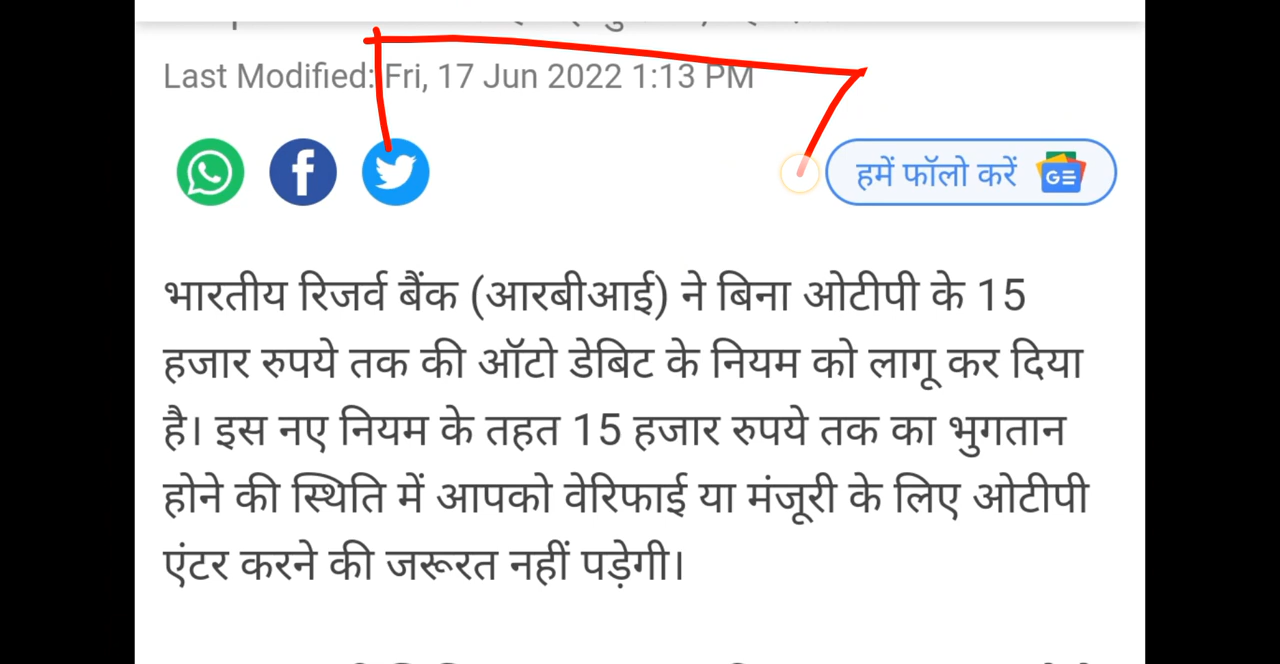 Last Modified: Fri, 17 Jun 2022 1:13 PM
हमें फॉलो करें GE
भारतीय रिजर्व बैंक (आरबीआई) ने बिना ओटीपी के 15
हजार रुपये तक की ऑटो डेबिट के नियम को लागू कर दिया
है। इस नए नियम के तहत 15 हजार रुपये तक का भुगतान
होने की स्थिति में आपको वेरिफाई या मंजूरी के लिए ओटीपी
एंटर करने की जरूरत नहीं पड़ेगी।